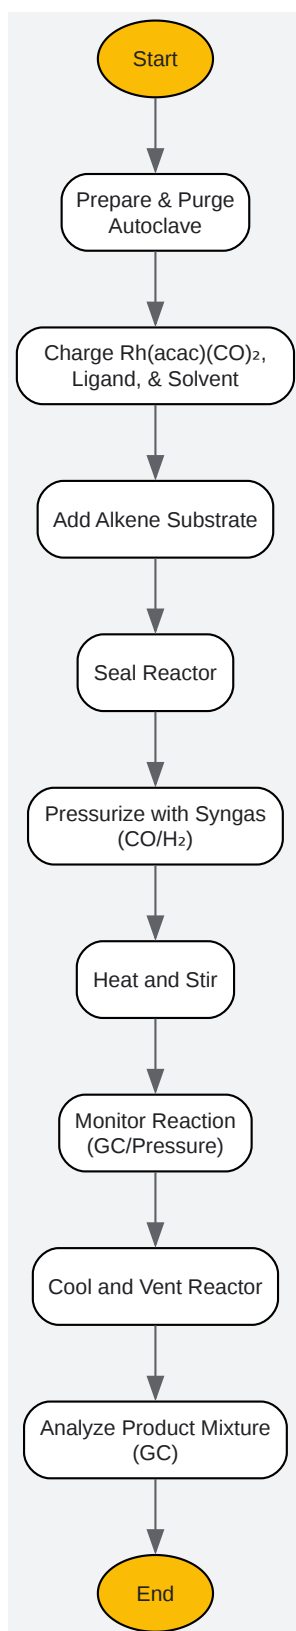 Start
Prepare & Purge
Autoclave
Charge Rh(acac)(CO)₂,
Ligand, & Solvent
Add Alkene Substrate
Seal Reactor
Pressurize with Syngas
(CO/H₂)
Heat and Stir
Monitor Reaction
(GC/Pressure)
Cool and Vent Reactor
Analyze Product Mixture
(GC)
End